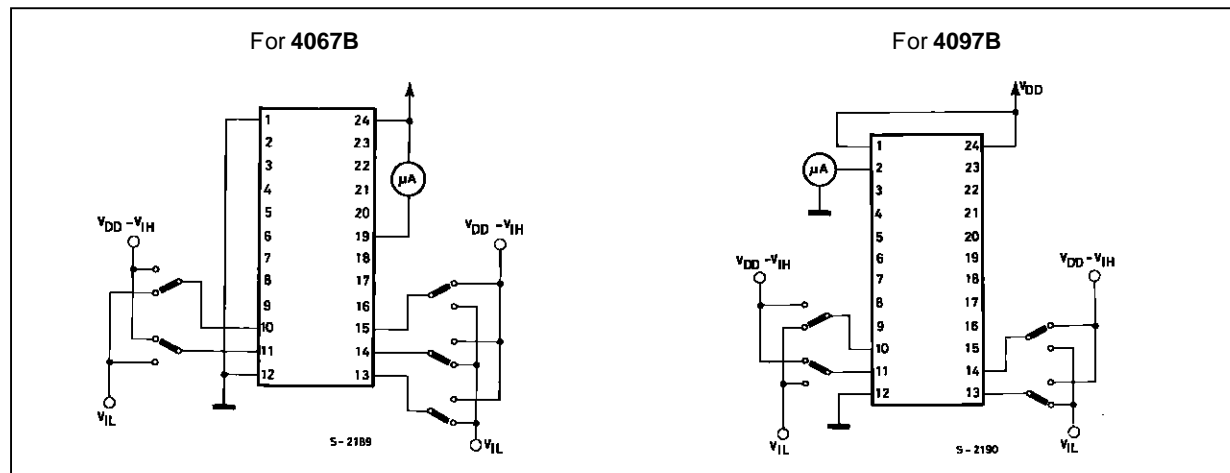 For 4067B
1 24
2 23
3 22
4 21
5 20
6 19
7 18
8 17
9 16
10 15
11 14
12 13
µA
VDD -VIH
VIL
VDD -VIH
VIL
S-2189
For 4097B
VDD
1 24
2 23
3 22
4 21
5 20
6 19
7 18
8 17
9 16
10 15
11 14
12 13
µA
VDD -VIH
VIL
VDD -VIH
VIL
S-2190